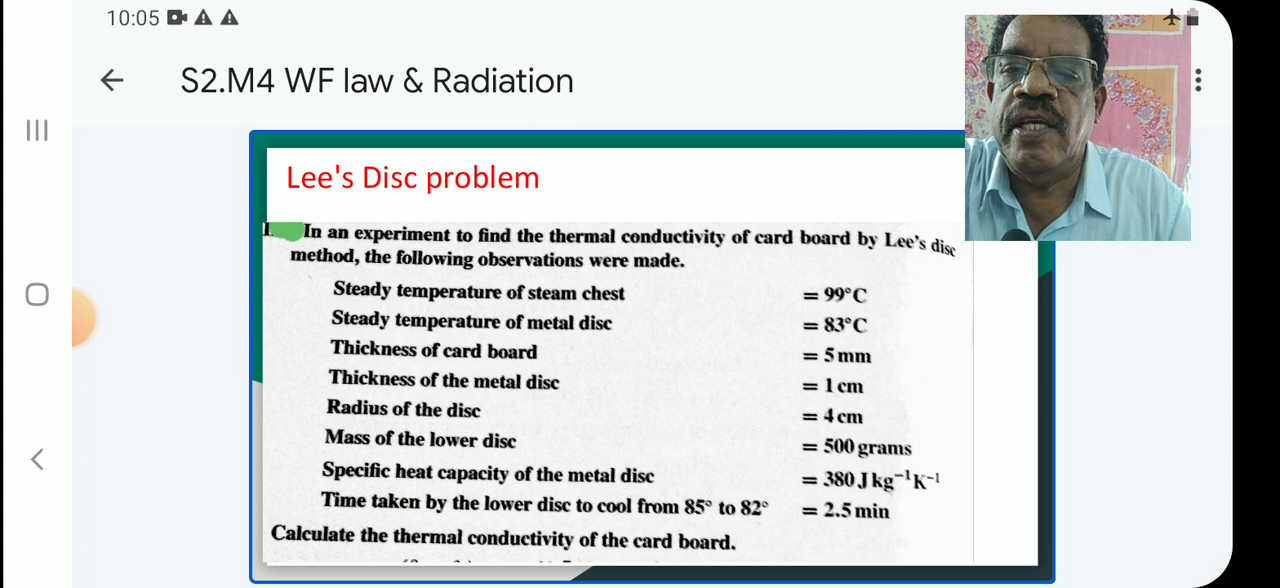 10:05
S2.M4 WF law & Radiation
Lee's Disc problem
In an experiment to find the thermal conductivity of card board by Lee's disc
method, the following observations were made.
Steady temperature of steam chest = 99°C
Steady temperature of metal disc = 83°C
Thickness of card board = 5 mm
Thickness of the metal disc = 1 cm
Radius of the disc = 4 cm
Mass of the lower disc = 500 grams
Specific heat capacity of the metal disc = 380 J kg⁻¹K⁻¹
Time taken by the lower disc to cool from 85° to 82° = 2.5 min
Calculate the thermal conductivity of the card board.